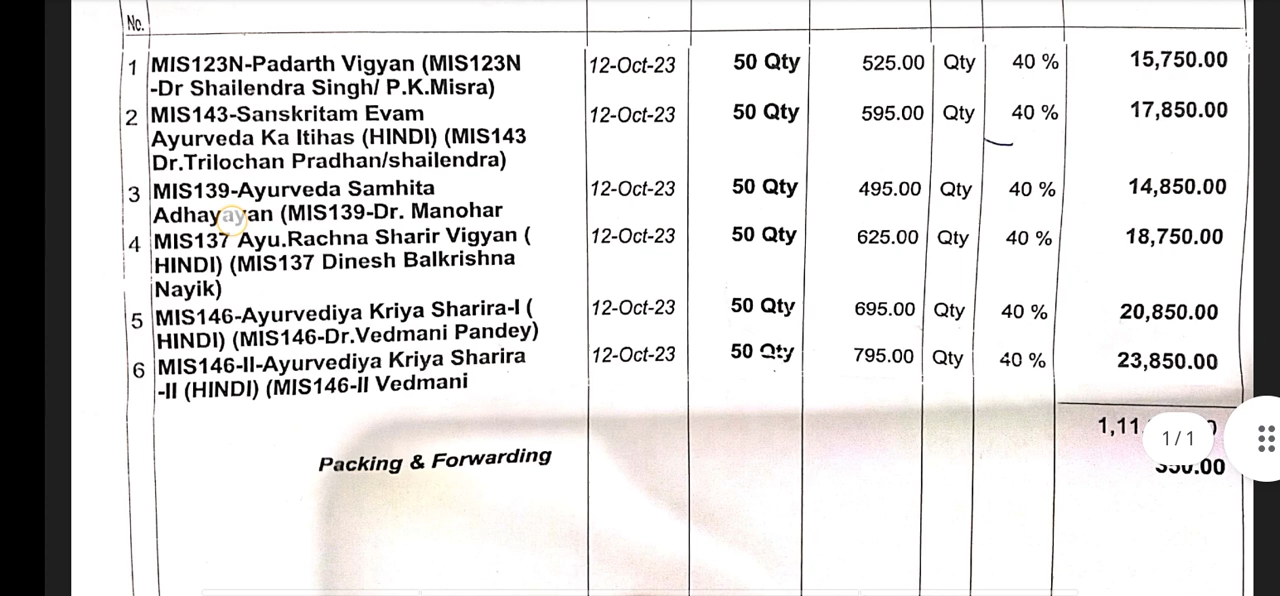 No.
1 MIS123N-Padarth Vigyan (MIS123N 12-Oct-23 50 Qty 525.00 Qty 40 % 15,750.00
-Dr Shailendra Singh/ P.K.Misra)
2 MIS143-Sanskritam Evam 12-Oct-23 50 Qty 595.00 Qty 40 % 17,850.00
Ayurveda Ka Itihas (HINDI) (MIS143
Dr.Trilochan Pradhan/shailendra)
3 MIS139-Ayurveda Samhita 12-Oct-23 50 Qty 495.00 Qty 40 % 14,850.00
Adhayayan (MIS139-Dr. Manohar
4 MIS137 Ayu.Rachna Sharir Vigyan ( 12-Oct-23 50 Qty 625.00 Qty 40 % 18,750.00
HINDI) (MIS137 Dinesh Balkrishna
Nayik)
5 MIS146-Ayurvediya Kriya Sharira-I ( 12-Oct-23 50 Qty 695.00 Qty 40 % 20,850.00
HINDI) (MIS146-Dr.Vedmani Pandey)
6 MIS146-II-Ayurvediya Kriya Sharira 12-Oct-23 50 Qty 795.00 Qty 40 % 23,850.00
-II (HINDI) (MIS146-II Vedmani
1/1
Packing & Forwarding 350.00